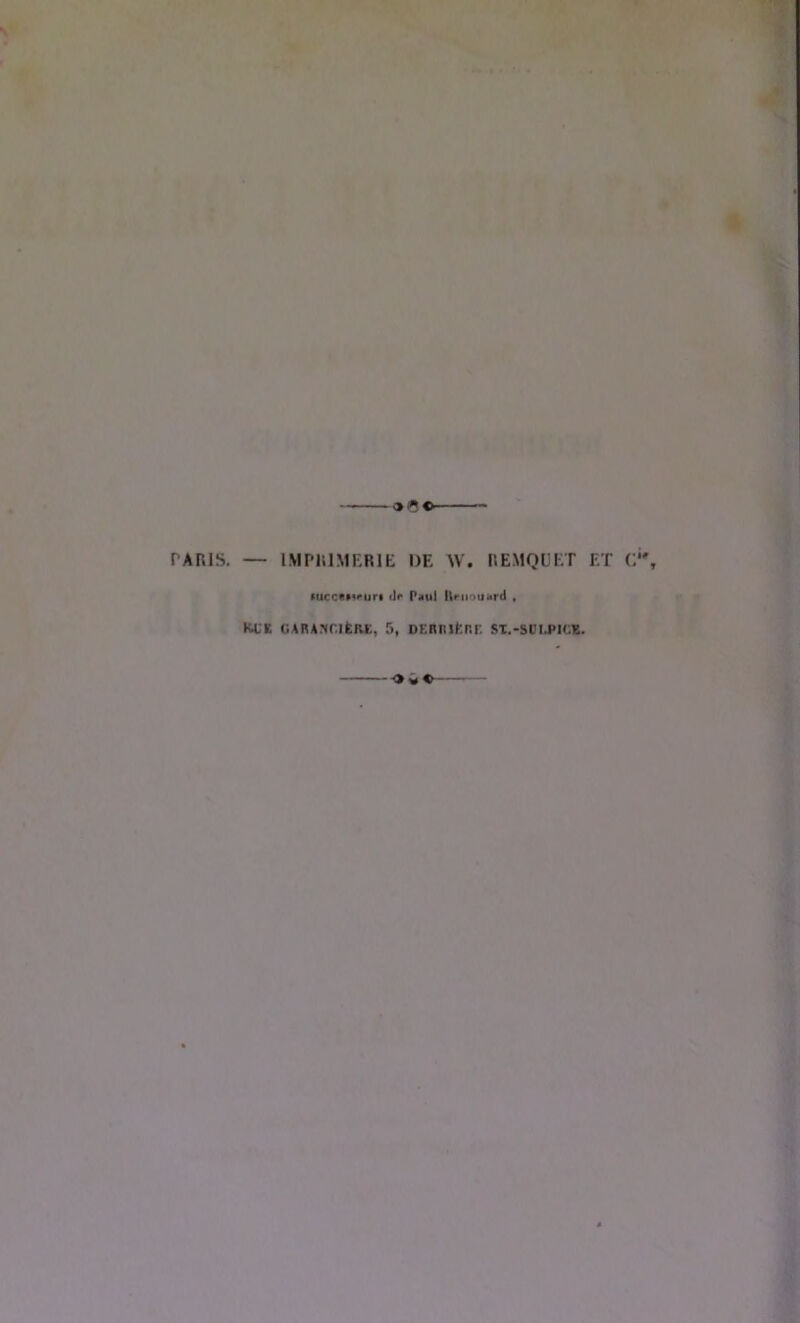 PARIS. — IMPRIMERIE DE W. REMQUET ET Cie,
successeurs de Paul Renouard,
RUE GARANCIÈRE, 5, DERRIÈRE ST.-SULPICE.